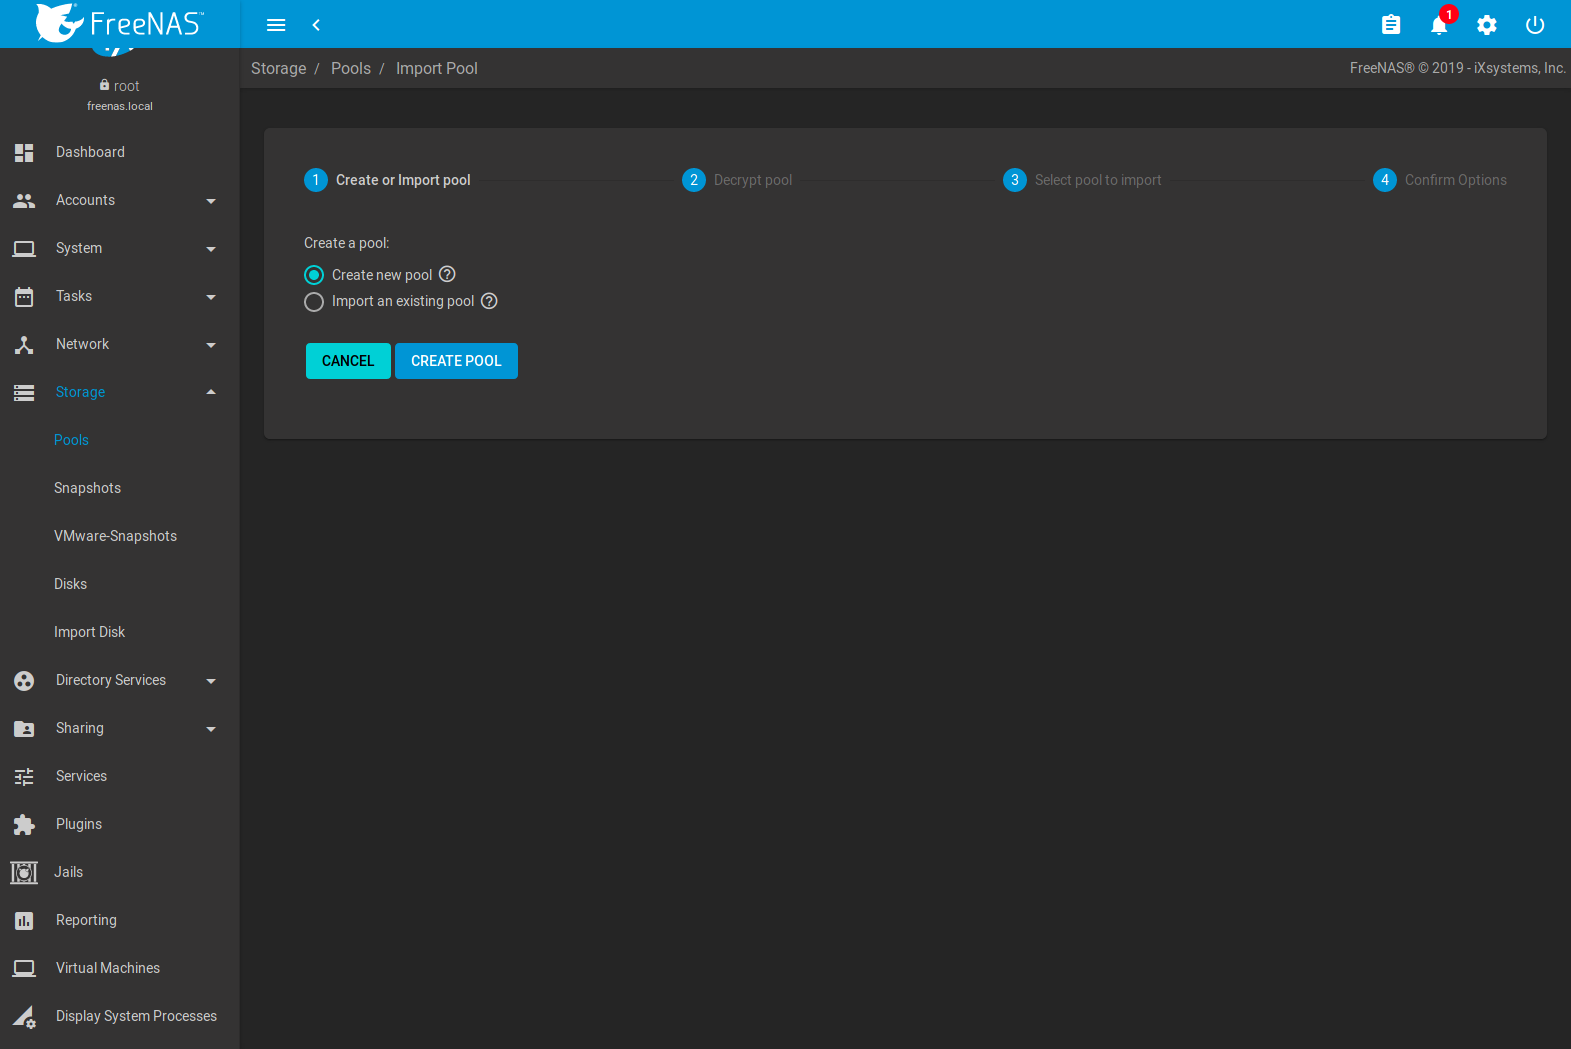 FreeNAS™
1
root
freenas.local
Storage / Pools / Import Pool
FreeNAS® © 2019 - iXsystems, Inc.
Dashboard
Accounts
System
Tasks
Network
Storage
Pools
Snapshots
VMware-Snapshots
Disks
Import Disk
Directory Services
Sharing
Services
Plugins
Jails
Reporting
Virtual Machines
Display System Processes
1 Create or Import pool
2 Decrypt pool
3 Select pool to import
4 Confirm Options
Create a pool:
Create new pool
Import an existing pool
CANCEL
CREATE POOL